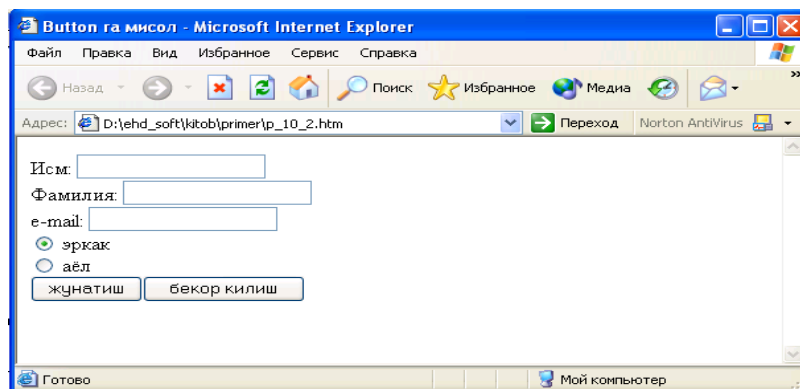 Button га мисол - Microsoft Internet Explorer
Файл Правка Вид Избранное Сервис Справка
Назад Поиск Избранное Медиа »
Адрес: D:\ehd_soft\kitob\primer\p_10_2.htm Переход Norton AntiVirus
Исм:
Фамилия:
e-mail:
эркак
аёл
жунатиш бекор килиш
Готово Мой компьютер